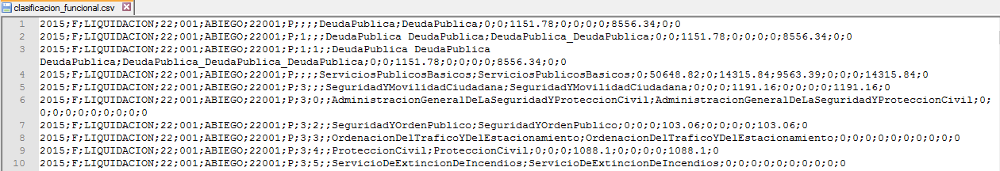 clasificacion_funcional.csv
1 2015;F;LIQUIDACION;22;001;ABIEGO;22001;P;;;;DeudaPublica;DeudaPublica;0;0;1151.78;0;0;0;0;8556.34;0;0
2 2015;F;LIQUIDACION;22;001;ABIEGO;22001;P;1;;;DeudaPublica DeudaPublica;DeudaPublica_DeudaPublica;0;0;1151.78;0;0;0;0;8556.34;0;0
3 2015;F;LIQUIDACION;22;001;ABIEGO;22001;P;1;1;;DeudaPublica DeudaPublica
DeudaPublica;DeudaPublica_DeudaPublica_DeudaPublica;0;0;1151.78;0;0;0;0;8556.34;0;0
4 2015;F;LIQUIDACION;22;001;ABIEGO;22001;P;;;;ServiciosPublicosBasicos;ServiciosPublicosBasicos;0;50648.82;0;14315.84;9563.39;0;0;0;14315.84;0
5 2015;F;LIQUIDACION;22;001;ABIEGO;22001;P;3;;;SeguridadYMovilidadCiudadana;SeguridadYMovilidadCiudadana;0;0;0;1191.16;0;0;0;0;1191.16;0
6 2015;F;LIQUIDACION;22;001;ABIEGO;22001;P;3;0;;AdministracionGeneralDeLaSeguridadYProteccionCivil;AdministracionGeneralDeLaSeguridadYProteccionCivil;0;
0;0;0;0;0;0;0;0;0
7 2015;F;LIQUIDACION;22;001;ABIEGO;22001;P;3;2;;SeguridadYOrdenPublico;SeguridadYOrdenPublico;0;0;0;103.06;0;0;0;0;103.06;0
8 2015;F;LIQUIDACION;22;001;ABIEGO;22001;P;3;3;;OrdenacionDelTraficoYDelEstacionamiento;OrdenacionDelTraficoYDelEstacionamiento;0;0;0;0;0;0;0;0;0;0
9 2015;F;LIQUIDACION;22;001;ABIEGO;22001;P;3;4;;ProteccionCivil;ProteccionCivil;0;0;0;1088.1;0;0;0;0;1088.1;0
10 2015;F;LIQUIDACION;22;001;ABIEGO;22001;P;3;5;;ServicioDeExtincionDeIncendios;ServicioDeExtincionDeIncendios;0;0;0;0;0;0;0;0;0;0